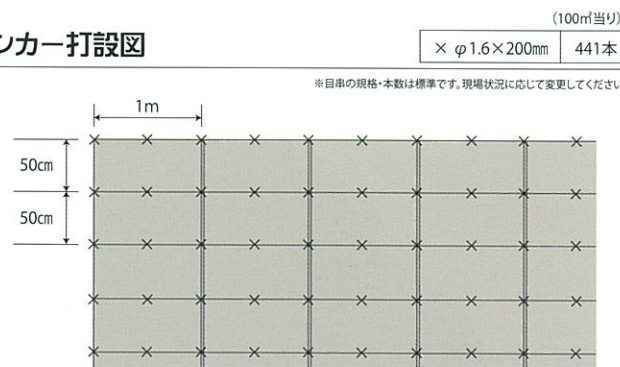 (100㎡当り)
ンカー打設図
× φ1.6×200㎜ 441本
※目串の規格・本数は標準です。現場状況に応じて変更してくださ
1m
50㎝
50㎝